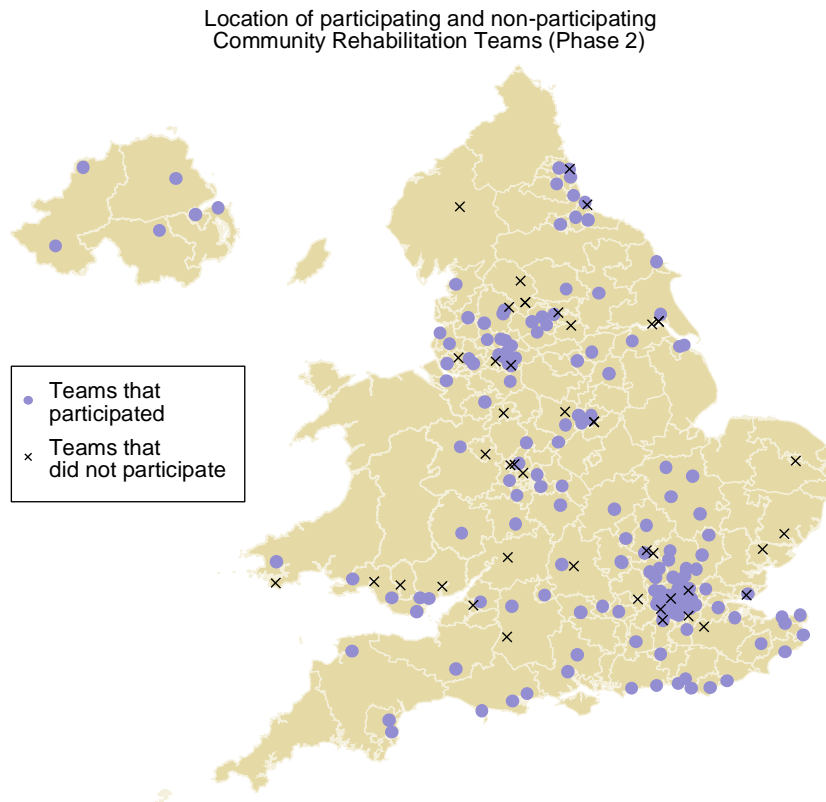 Location of participating and non-participating
Community Rehabilitation Teams (Phase 2)
Teams that
participated
Teams that
did not participate